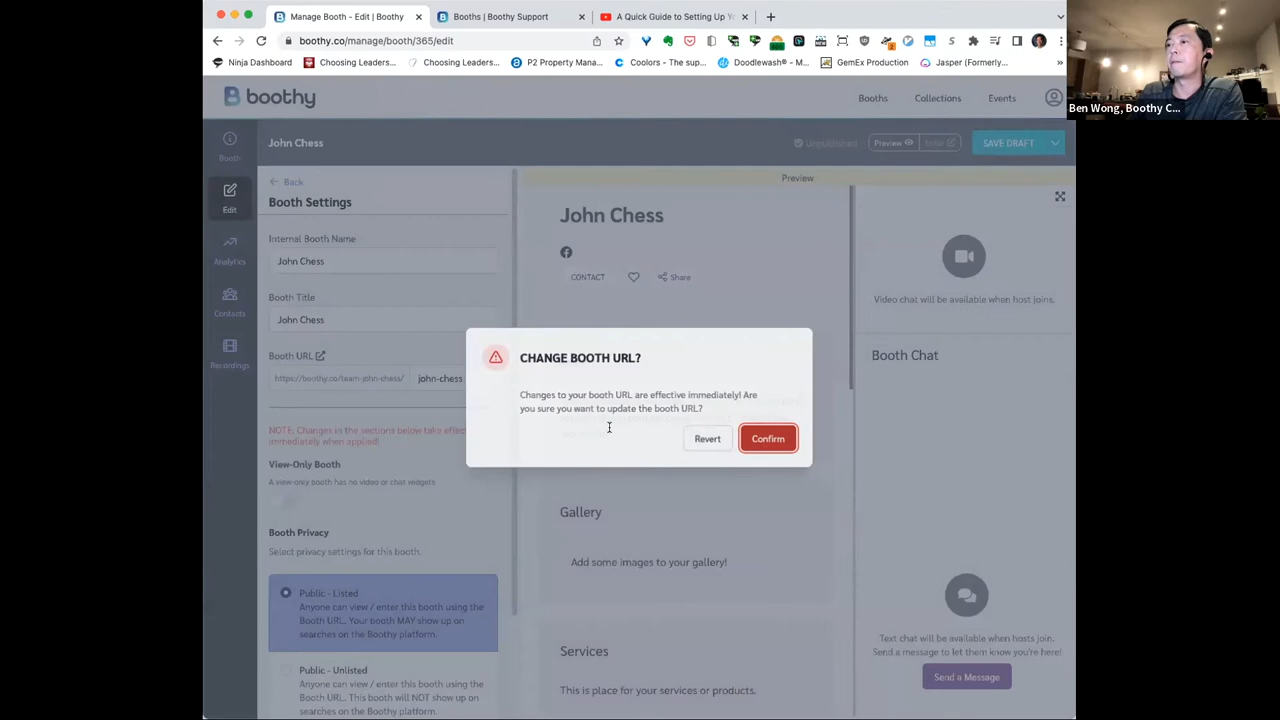 Manage Booth - Edit | Boothy
Booths | Boothy Support
A Quick Guide to Setting Up
boothy.co/manage/booth/365/edit
Ninja Dashboard
Choosing Leaders...
Choosing Leaders...
P2 Property Mana...
Coolors - The sup...
Doodlewash® - M...
GemEx Production
Jasper (Formerly...
»
Ben Wong, Boothy C...
boothy
Booths
Collections
Events
Booth
Edit
Analytics
Contacts
Recordings
John Chess
Unpublished
Preview
Editor
SAVE DRAFT
Back
Booth Settings
Internal Booth Name
John Chess
Booth Title
John Chess
Booth URL
https://boothy.co/team-john-chess/
john-chess
NOTE: Changes in the sections below take effec
immediately when applied!
View-Only Booth
A view-only booth has no video or chat widgets
Booth Privacy
Select privacy settings for this booth.
Public - Listed
Anyone can view / enter this booth using the
Booth URL. Your booth MAY show up on
searches on the Boothy platform.
Public - Unlisted
Anyone can view / enter this booth using the
Booth URL. This booth will NOT show up on
Preview
John Chess
CONTACT
Share
CHANGE BOOTH URL?
Changes to your booth URL are effective immediately! Are
you sure you want to update the booth URL?
Revert
Confirm
Gallery
Add some images to your gallery!
Services
This is place for your services or products.
Video chat will be available when host joins.
Booth Chat
Text chat will be available when hosts join.
Send a message to let them know you're here!
Send a Message